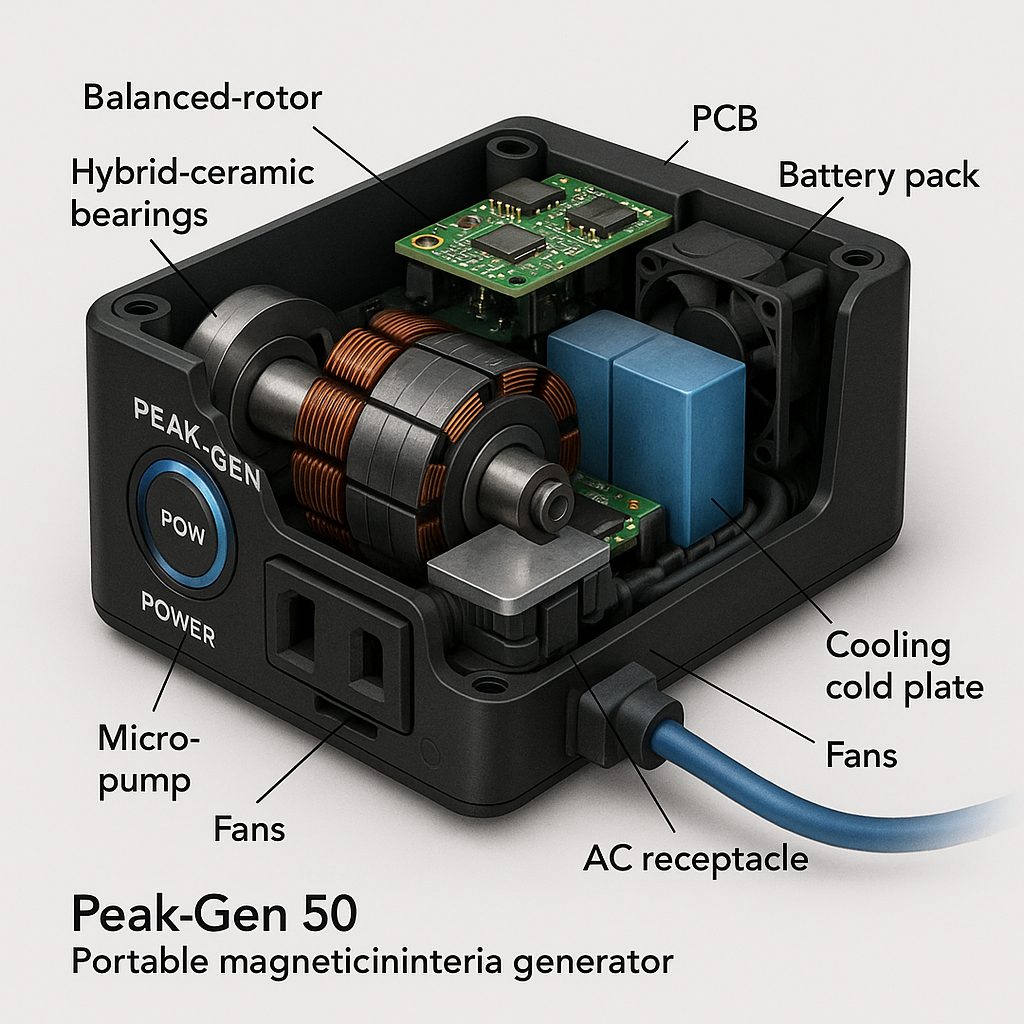 Balanced-rotor
PCB
Hybrid-ceramic
bearings
Battery pack
PEAK-GEN
POW
POWER
Cooling
cold plate
Micro-
pump
Fans
Fans
AC receptacle
Peak-Gen 50
Portable magneticininteria generator